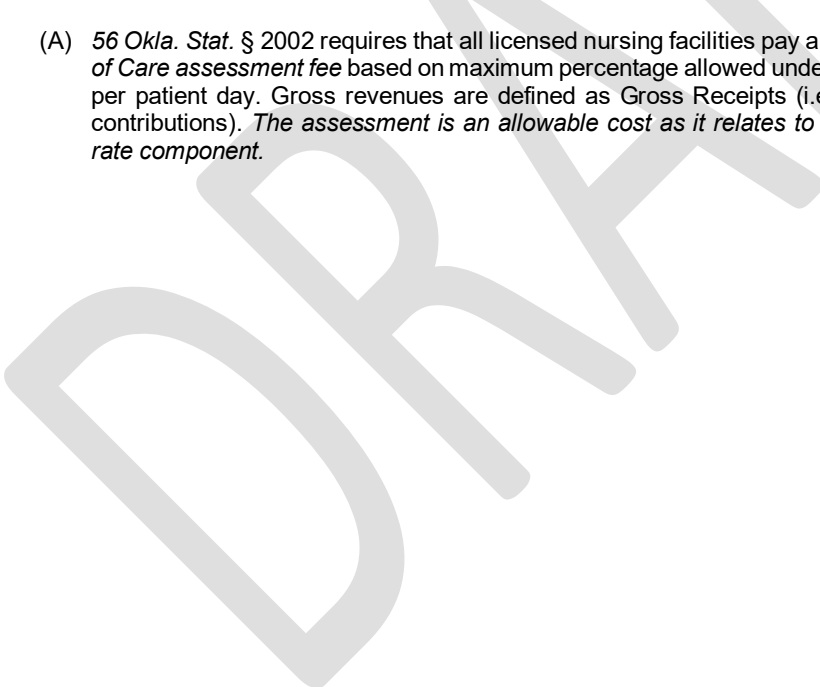 (A) 56 Okla. Stat. § 2002 requires that all licensed nursing facilities pay a
of Care assessment fee based on maximum percentage allowed unde
per patient day. Gross revenues are defined as Gross Receipts (i.e
contributions). The assessment is an allowable cost as it relates to
rate component.
DRA